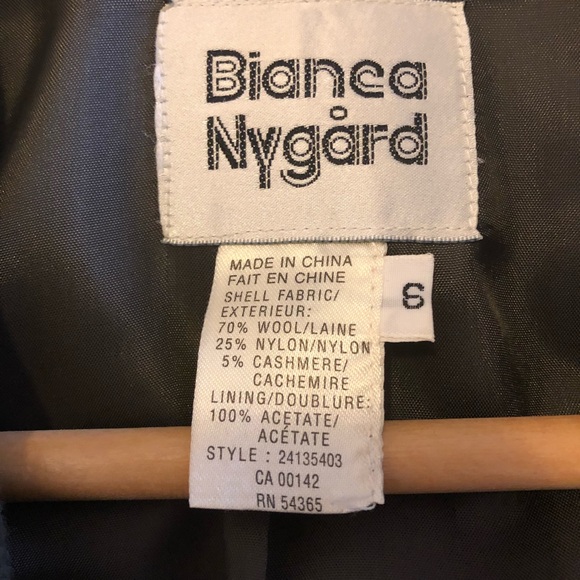 Bianca
Nygård
MADE IN CHINA
FAIT EN CHINE
SHELL FABRIC/
EXTERIEUR:
70% WOOL/LAINE
25% NYLON/NYLON
5% CASHMERE/
CACHEMIRE
LINING/DOUBLURE:
100% ACETATE/
ACÉTATE
STYLE : 24135403
CA 00142
RN 54365
S